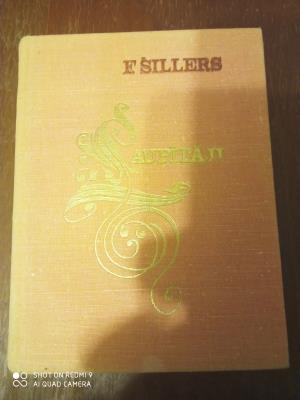 F. ŠILLERS
LAUPĪTĀJI
SHOT ON REDMI 9
AI QUAD CAMERA